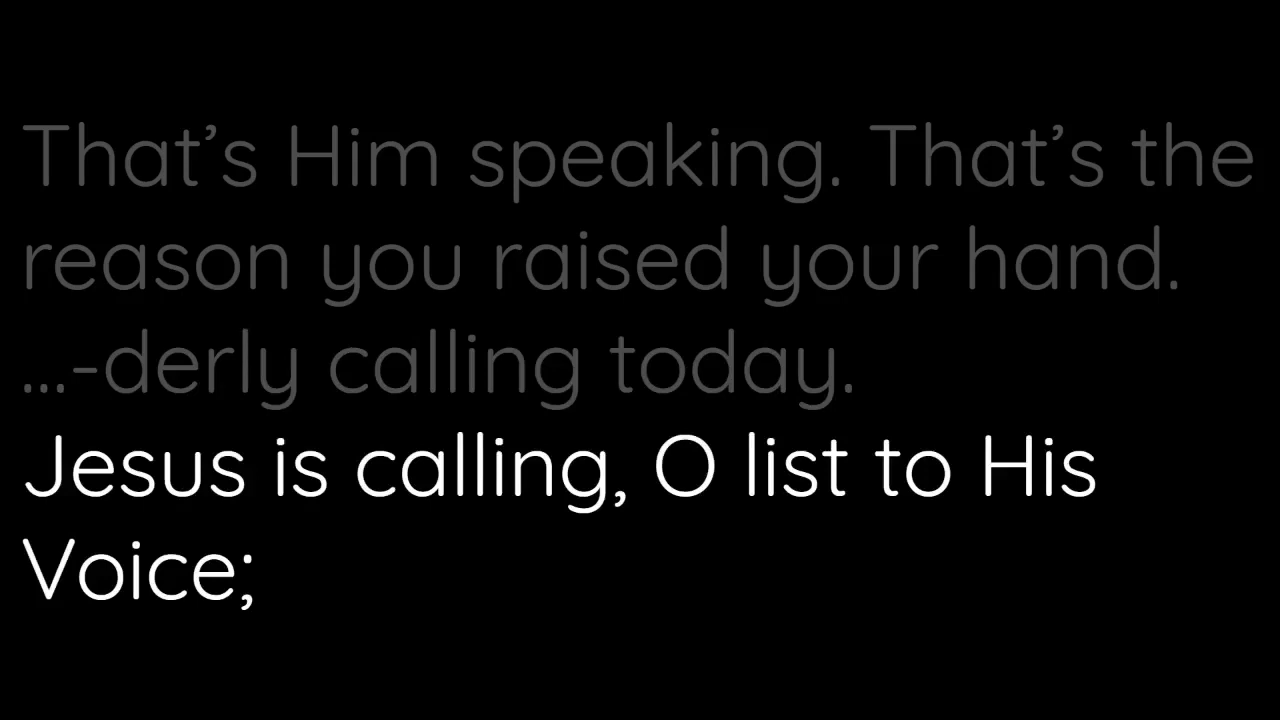 That’s Him speaking. That’s the
reason you raised your hand.
...-derly calling today.
Jesus is calling, O list to His
Voice;